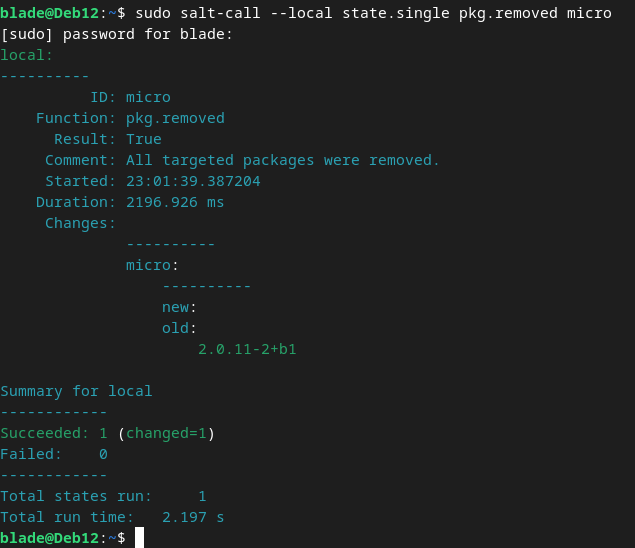 blade@Deb12:~$ sudo salt-call --local state.single pkg.removed micro
[sudo] password for blade:
local:
----------
          ID: micro
    Function: pkg.removed
      Result: True
     Comment: All targeted packages were removed.
     Started: 23:01:39.387204
    Duration: 2196.926 ms
     Changes:
              ----------
              micro:
                  ----------
                  new:
                  old:
                      2.0.11-2+b1

Summary for local
------------
Succeeded: 1 (changed=1)
Failed:    0
------------
Total states run:     1
Total run time:   2.197 s
blade@Deb12:~$